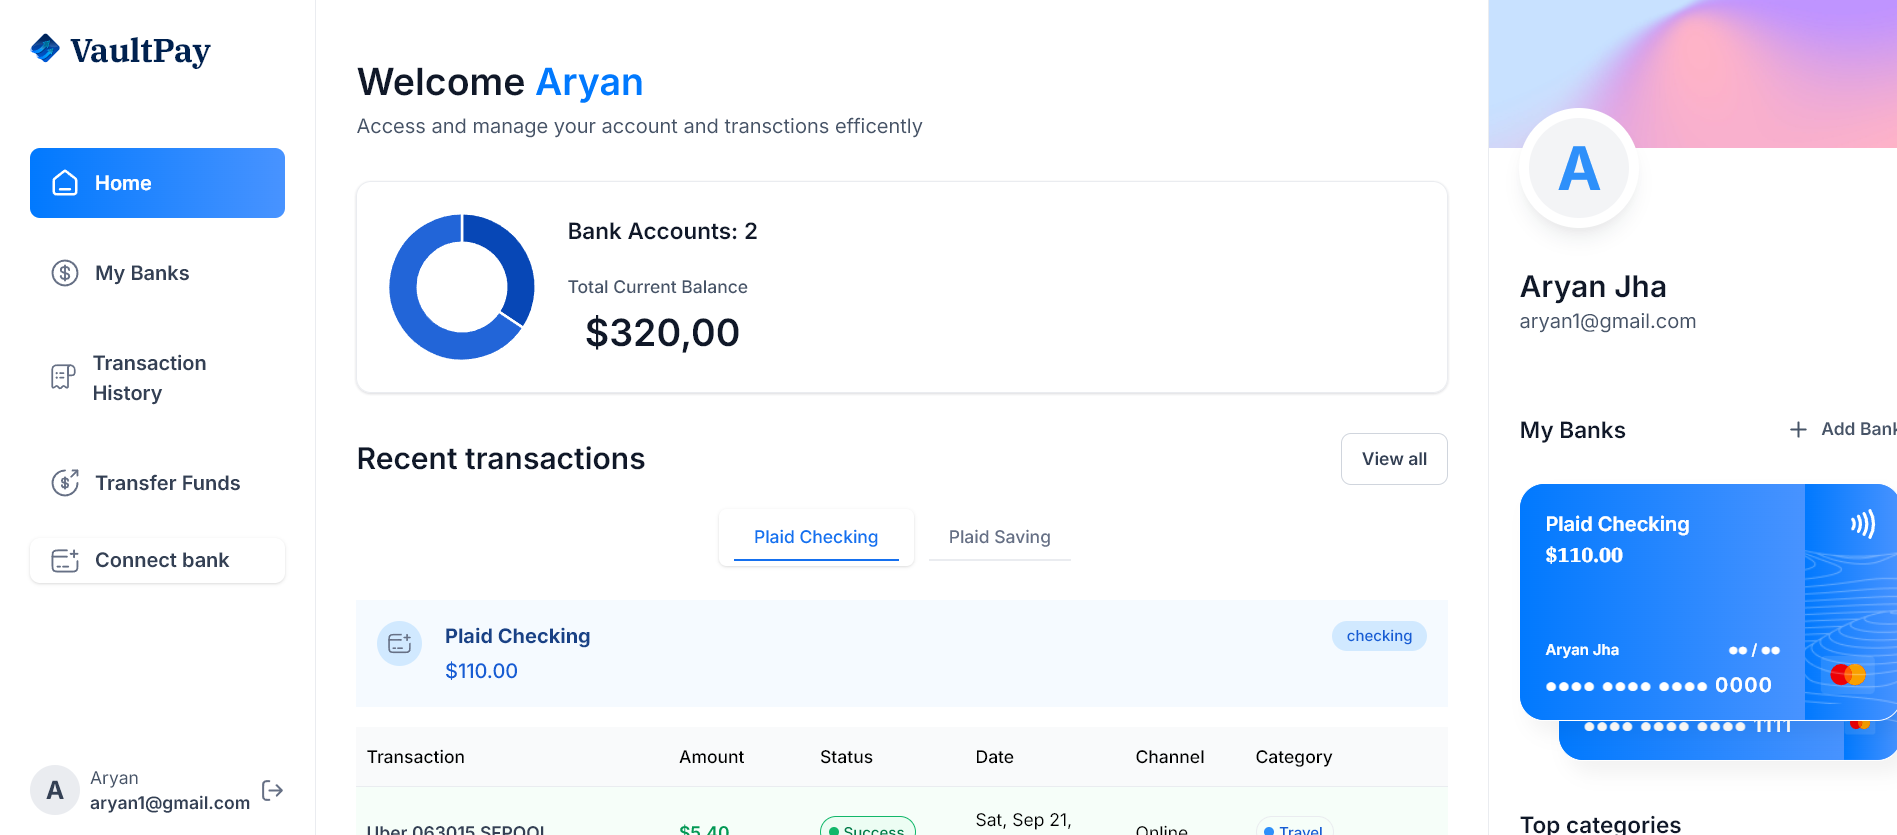 VaultPay
Home
My Banks
Transaction
History
Transfer Funds
Connect bank
A
Aryan
aryan1@gmail.com
Welcome Aryan
Access and manage your account and transctions efficently
Bank Accounts: 2
Total Current Balance
$320,00
Recent transactions
View all
Plaid Checking
Plaid Saving
Plaid Checking
$110.00
checking
Transaction Amount Status Date Channel Category
Uber 063015 SFPOOL $5.40 Success Sat, Sep 21, Online Travel
A
Aryan Jha
aryan1@gmail.com
My Banks
Add Bank
Plaid Checking
$110.00
Aryan Jha
●● / ●●
●●●● ●●●● ●●●● 0000
●●●● ●●●● ●●●● 1111
Top categories